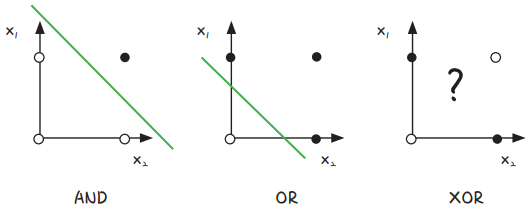 x₁
x₂
AND
x₁
x₂
OR
x₁
?
x₂
XOR